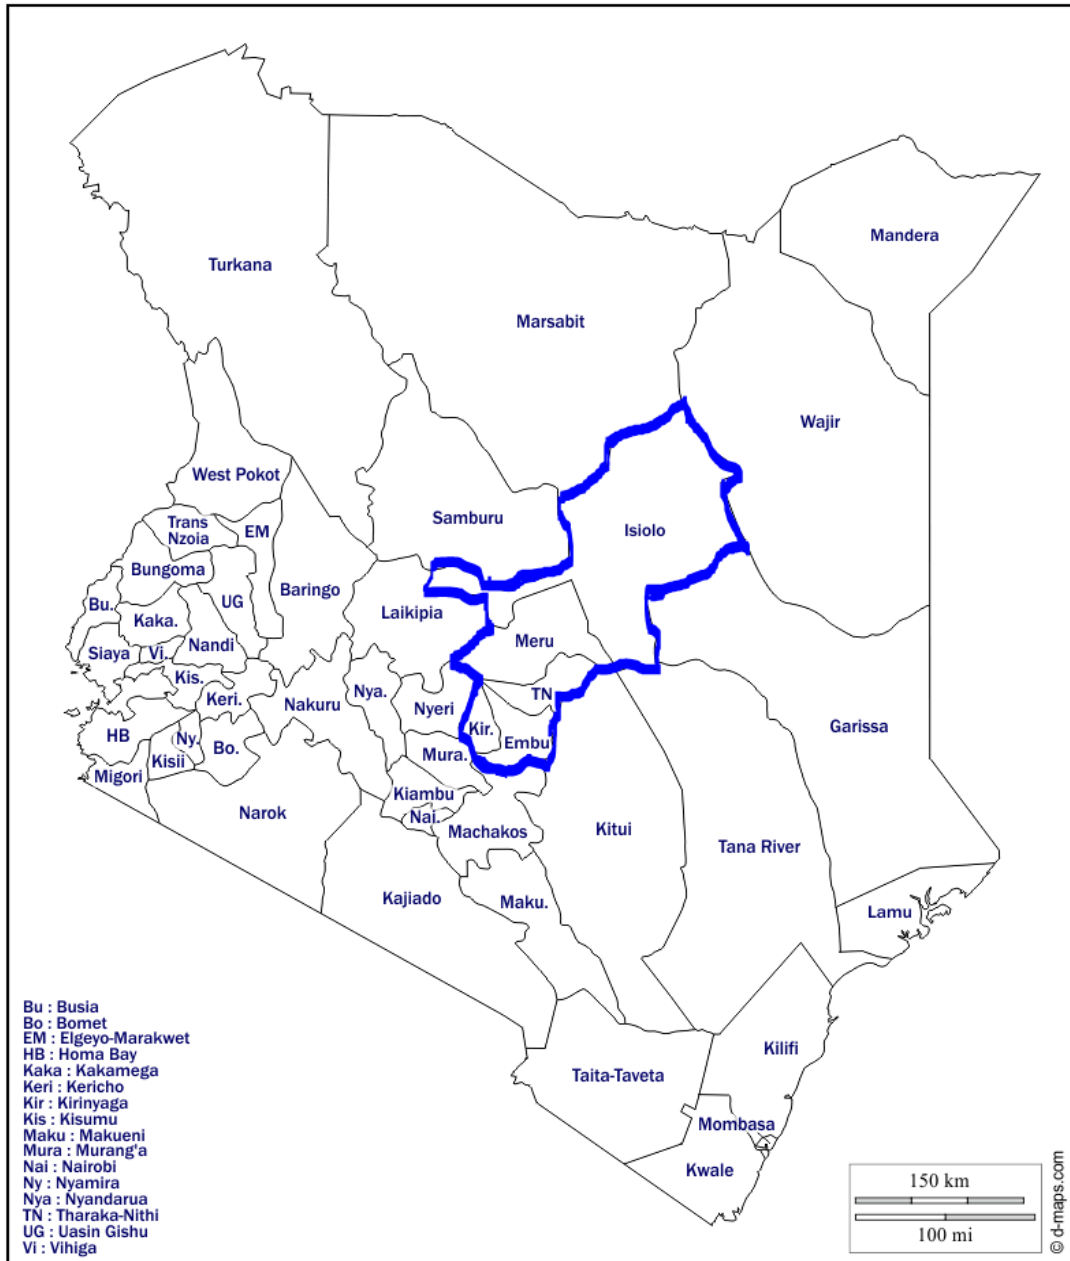 Mandera
Turkana
Marsabit
Wajir
West Pokot
Samburu
Trans
Nzoia
EM
Isiolo
Bungoma
Baringo
Bu.
UG
Laikipia
Kaka.
Meru
Siaya
Vi.
Nandi
Kis.
TN
Nya.
Keri.
Nakuru
Nyeri
Garissa
HB
Ny.
Kir.
Embu
Bo.
Mura.
Kisii
Migori
Kiambu
Narok
Nai.
Machakos
Kitui
Tana River
Kajiado
Maku.
Lamu
Kilifi
Taita-Taveta
Mombasa
Kwale
Bu : Busia
Bo : Bomet
EM : Elgeyo-Marakwet
HB : Homa Bay
Kaka : Kakamega
Keri : Kericho
Kir : Kirinyaga
Kis : Kisumu
Maku : Makueni
Mura : Murang'a
Nai : Nairobi
Ny : Nyamira
Nya : Nyandarua
TN : Tharaka-Nithi
UG : Uasin Gishu
Vi : Vihiga
150 km
100 mi
© d-maps.com